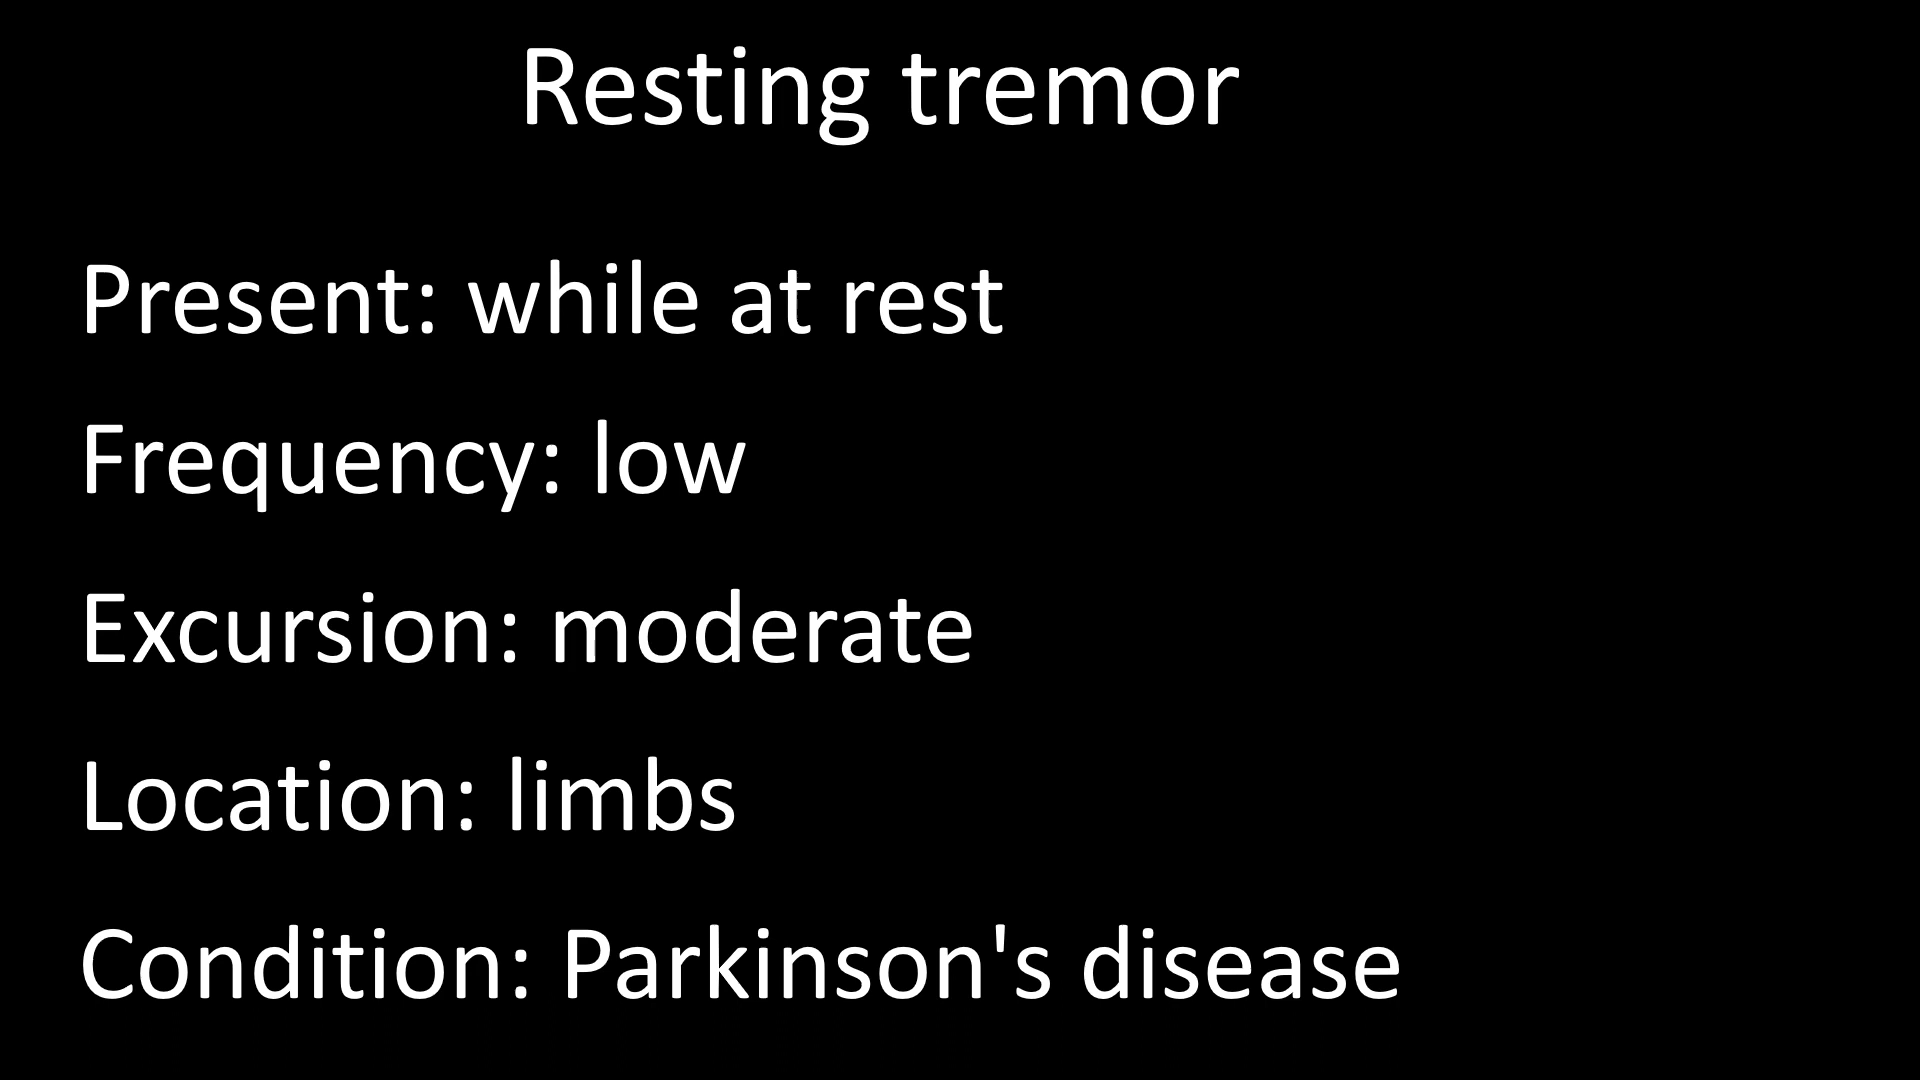 Resting tremor
Present: while at rest
Frequency: low
Excursion: moderate
Location: limbs
Condition: Parkinson's disease